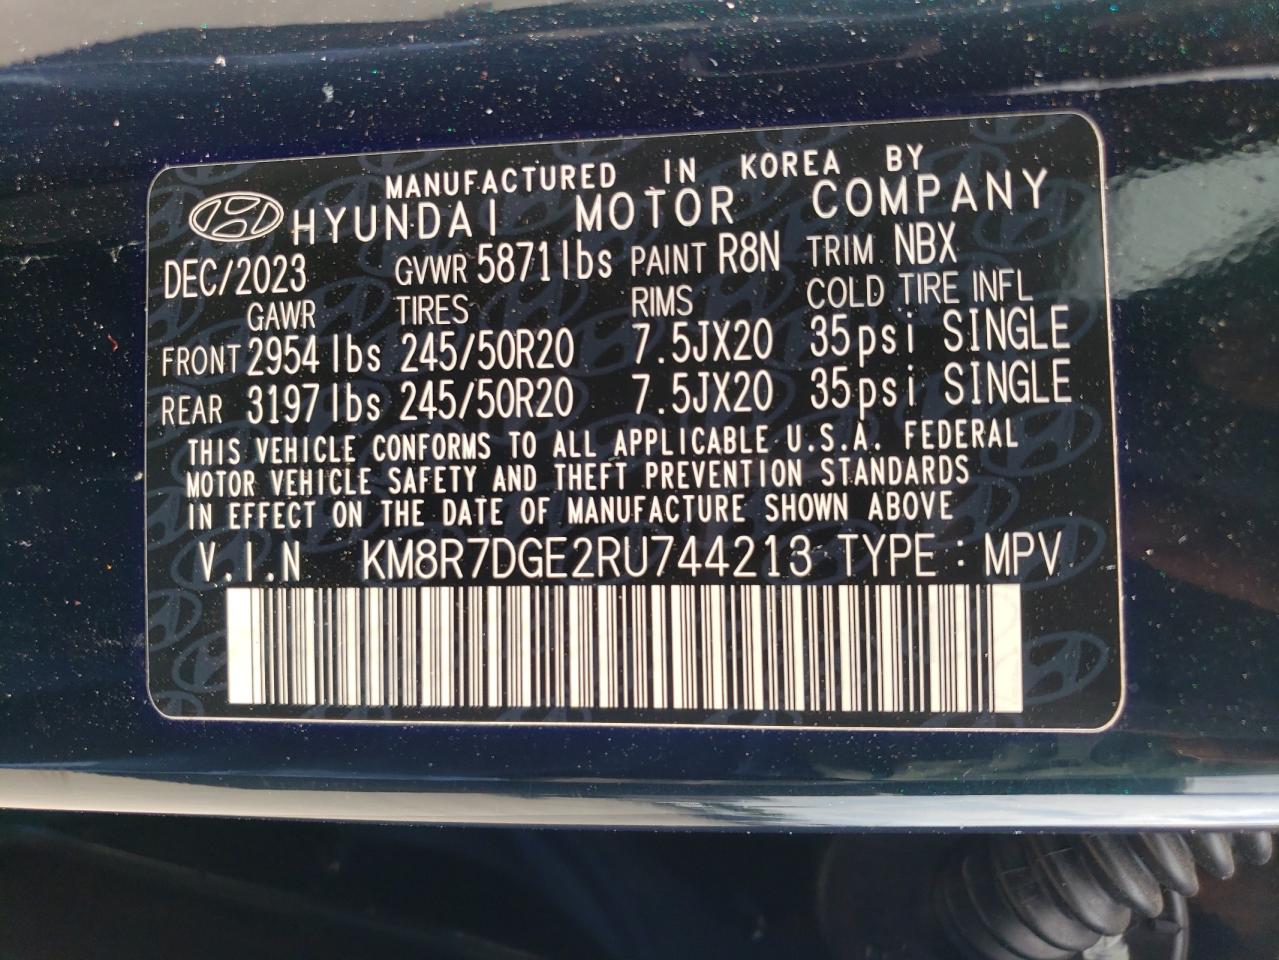 MANUFACTURED IN KOREA BY
HYUNDAI MOTOR COMPANY
DEC/2023 GVWR 5871lbs PAINT R8N TRIM NBX
GAWR TIRES RIMS COLD TIRE INFL
FRONT 2954lbs 245/50R20 7.5JX20 35psi SINGLE
REAR 3197lbs 245/50R20 7.5JX20 35psi SINGLE
THIS VEHICLE CONFORMS TO ALL APPLICABLE U.S.A. FEDERAL
MOTOR VEHICLE SAFETY AND THEFT PREVENTION STANDARDS
IN EFFECT ON THE DATE OF MANUFACTURE SHOWN ABOVE
V.I.N KM8R7DGE2RU744213 TYPE : MPV